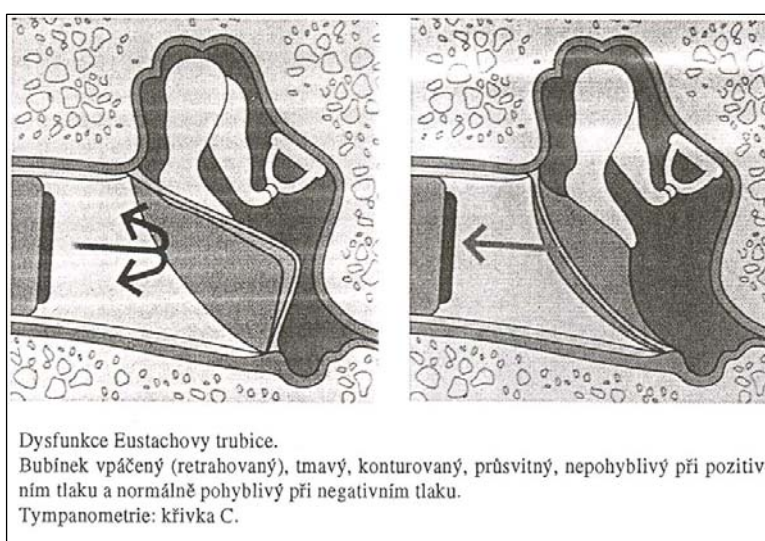 Dysfunkce Eustachovy trubice.
Bubínek vpáčený (retrahovaný), tmavý, konturovaný, průsvitný, nepohyblivý při pozitiv-
ním tlaku a normálně pohyblivý při negativním tlaku.
Tympanometrie: křivka C.